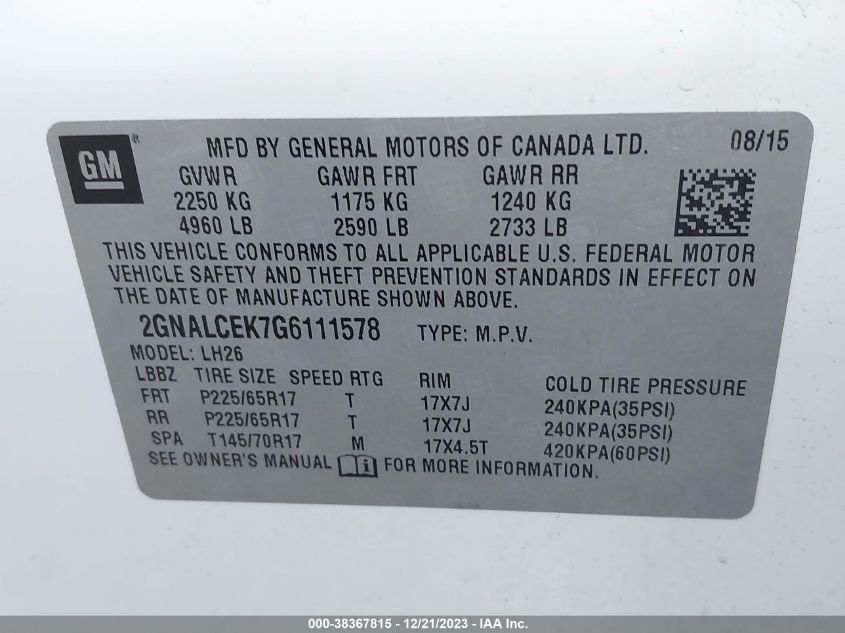 GM ®
MFD BY GENERAL MOTORS OF CANADA LTD. 08/15
GVWR GAWR FRT GAWR RR
2250 KG 1175 KG 1240 KG
4960 LB 2590 LB 2733 LB
THIS VEHICLE CONFORMS TO ALL APPLICABLE U.S. FEDERAL MOTOR
VEHICLE SAFETY AND THEFT PREVENTION STANDARDS IN EFFECT ON
THE DATE OF MANUFACTURE SHOWN ABOVE.
2GNALCEK7G6111578 TYPE: M.P.V.
MODEL: LH26
LBBZ TIRE SIZE SPEED RTG RIM COLD TIRE PRESSURE
FRT P225/65R17 T 17X7J 240KPA(35PSI)
RR P225/65R17 T 17X7J 240KPA(35PSI)
SPA T145/70R17 M 17X4.5T 420KPA(60PSI)
SEE OWNER'S MANUAL FOR MORE INFORMATION.
000-38367815 - 12/21/2023 - IAA Inc.